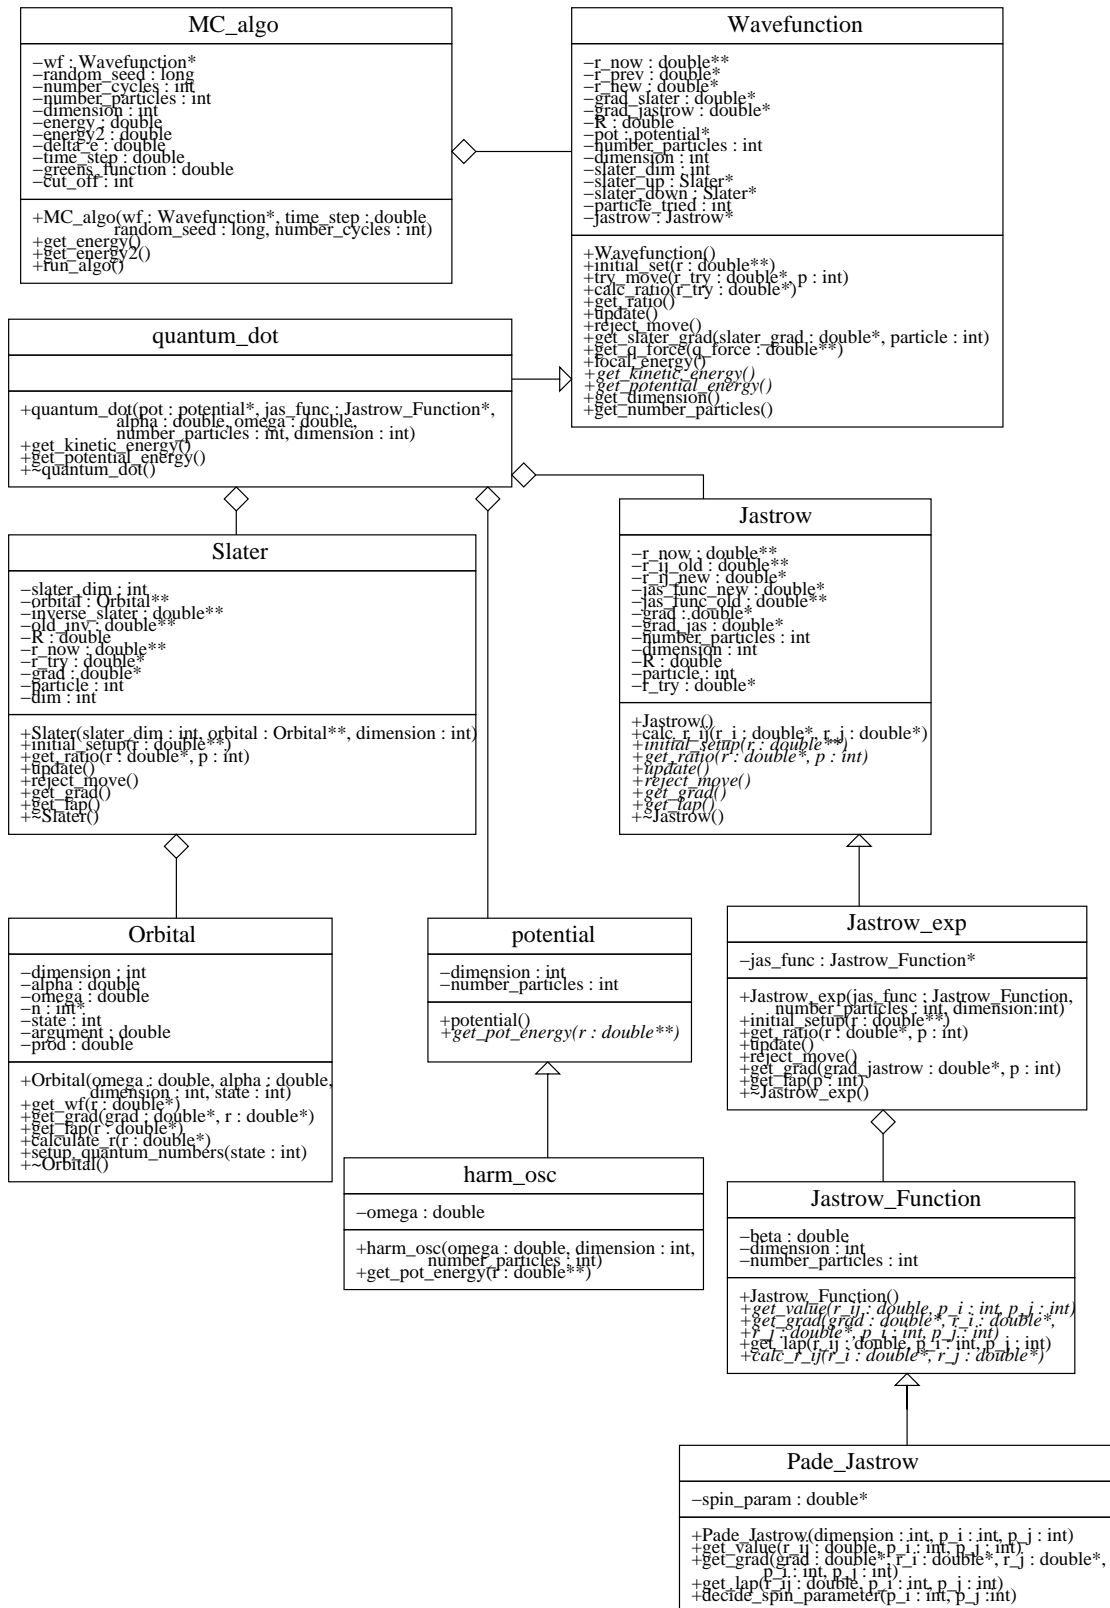 MC_algo
−wf : Wavefunction*
−random_seed : long
−number_cycles : int
−number_particles : int
−dimension : int
−energy : double
−energy2 : double
−delta_e : double
−time_step : double
−greens_function : double
−cut_off : int
+MC_algo(wf : Wavefunction*, time_step : double
random_seed : long, number_cycles : int)
+get_energy()
+get_energy2()
+run_algo()
Wavefunction
−r_now : double**
−r_prev : double*
−r_new : double*
−grad_slater : double*
−grad_jastrow : double*
−R : double
−pot : potential*
−number_particles : int
−dimension : int
−slater_dim : int
−slater_up : Slater*
−slater_down : Slater*
−particle_tried : int
−jastrow : Jastrow*
+Wavefunction()
+initial_set(r : double**)
+try_move(r_try : double*, p : int)
+calc_ratio(r_try : double*)
+get_ratio()
+update()
+reject_move()
+get_slater_grad(slater_grad : double*, particle : int)
+get_q_force(q_force : double**)
+local_energy()
+get_kinetic_energy()
+get_potential_energy()
+get_dimension()
+get_number_particles()
quantum_dot
+quantum_dot(pot : potential*, jas_func : Jastrow_Function*,
alpha : double, omega : double,
number_particles : int, dimension : int)
+get_kinetic_energy()
+get_potential_energy()
+~quantum_dot()
Slater
−slater_dim : int
−orbital : Orbital**
−inverse_slater : double**
−old_inv : double**
−R : double
−r_now : double**
−r_try : double*
−grad : double*
−particle : int
−dim : int
+Slater(slater_dim : int, orbital : Orbital**, dimension : int)
+initial_setup(r : double**)
+get_ratio(r : double*, p : int)
+update()
+reject_move()
+get_grad()
+get_lap()
+~Slater()
Jastrow
−r_now : double**
−r_ij_old : double**
−r_ij_new : double*
−jas_func_new : double*
−jas_func_old : double**
−grad : double*
−grad_jas : double*
−number_particles : int
−dimension : int
−R : double
−particle : int
−r_try : double*
+Jastrow()
+calc_r_ij(r_i : double*, r_j : double*)
+initial_setup(r : double**)
+get_ratio(r : double*, p : int)
+update()
+reject_move()
+get_grad()
+get_lap()
+~Jastrow()
Orbital
−dimension : int
−alpha : double
−omega : double
−n : int*
−state : int
−argument : double
−prod : double
+Orbital(omega : double, alpha : double,
dimension : int, state : int)
+get_wf(r : double*)
+get_grad(grad : double*, r : double*)
+get_lap(r : double*)
+calculate_r(r : double*)
+setup_quantum_numbers(state : int)
+~Orbital()
potential
−dimension : int
−number_particles : int
+potential()
+get_pot_energy(r : double**)
Jastrow_exp
−jas_func : Jastrow_Function*
+Jastrow_exp(jas_func : Jastrow_Function,
number_particles : int, dimension:int)
+initial_setup(r : double**)
+get_ratio(r : double*, p : int)
+update()
+reject_move()
+get_grad(grad_jastrow : double*, p : int)
+get_lap(p : int)
+~Jastrow_exp()
harm_osc
−omega : double
+harm_osc(omega : double, dimension : int,
number_particles : int)
+get_pot_energy(r : double**)
Jastrow_Function
−beta : double
−dimension : int
−number_particles : int
+Jastrow_Function()
+get_value(r_ij : double, p_i : int, p_j : int)
+get_grad(grad : double*, r_i : double*,
+r_j : double*, p_i : int, p_j : int)
+get_lap(r_ij : double, p_i : int, p_j : int)
+calc_r_ij(r_i : double*, r_j : double*)
Pade_Jastrow
−spin_param : double*
+Pade_Jastrow(dimension : int, p_i : int, p_j : int)
+get_value(r_ij : double, p_i : int, p_j : int)
+get_grad(grad : double*, r_i : double*, r_j : double*,
p_i : int, p_j : int)
+get_lap(r_ij : double, p_i : int, p_j : int)
+decide_spin_parameter(p_i : int, p_j :int)